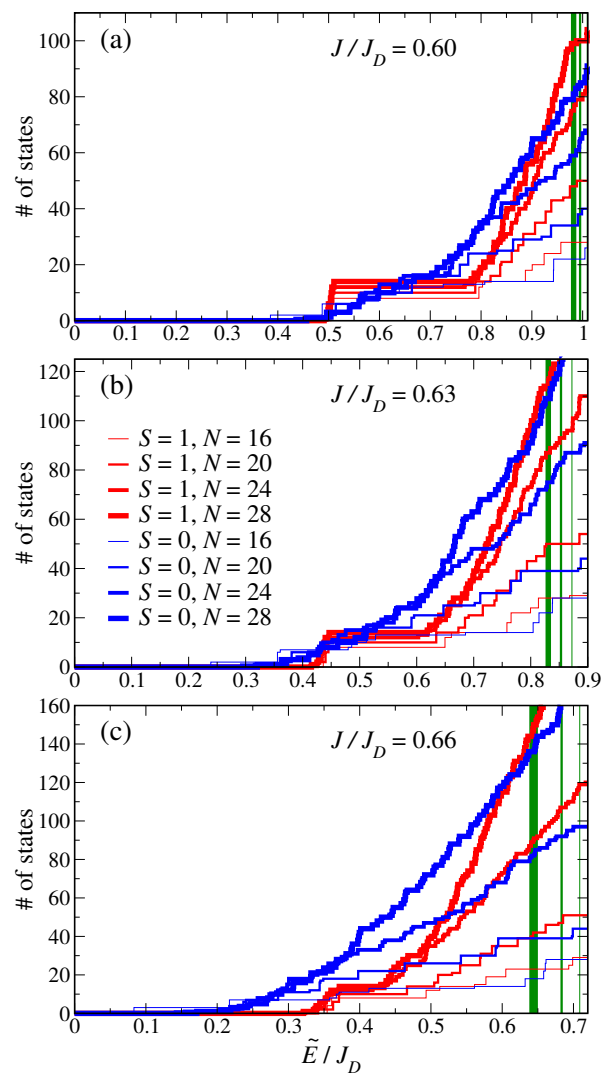 (a)
J / J_D = 0.60
# of states
100
80
60
40
20
0
0 0.1 0.2 0.3 0.4 0.5 0.6 0.7 0.8 0.9 1
(b)
J / J_D = 0.63
# of states
120
100
80
60
40
20
0
S = 1, N = 16
S = 1, N = 20
S = 1, N = 24
S = 1, N = 28
S = 0, N = 16
S = 0, N = 20
S = 0, N = 24
S = 0, N = 28
0 0.1 0.2 0.3 0.4 0.5 0.6 0.7 0.8 0.9
(c)
J / J_D = 0.66
# of states
160
140
120
100
80
60
40
20
0
0 0.1 0.2 0.3 0.4 0.5 0.6 0.7
Ẽ / J_D